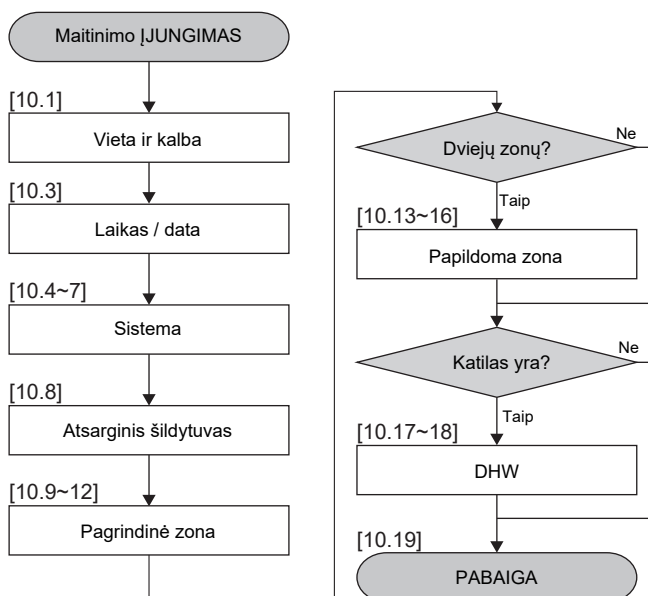 Maitinimo ĮJUNGIMAS
[10.1]
Vieta ir kalba
[10.3]
Laikas / data
[10.4~7]
Sistema
[10.8]
Atsarginis šildytuvas
[10.9~12]
Pagrindinė zona
Dviejų zonų?
Ne
Taip
[10.13~16]
Papildoma zona
Katilas yra?
Ne
Taip
[10.17~18]
DHW
[10.19]
PABAIGA